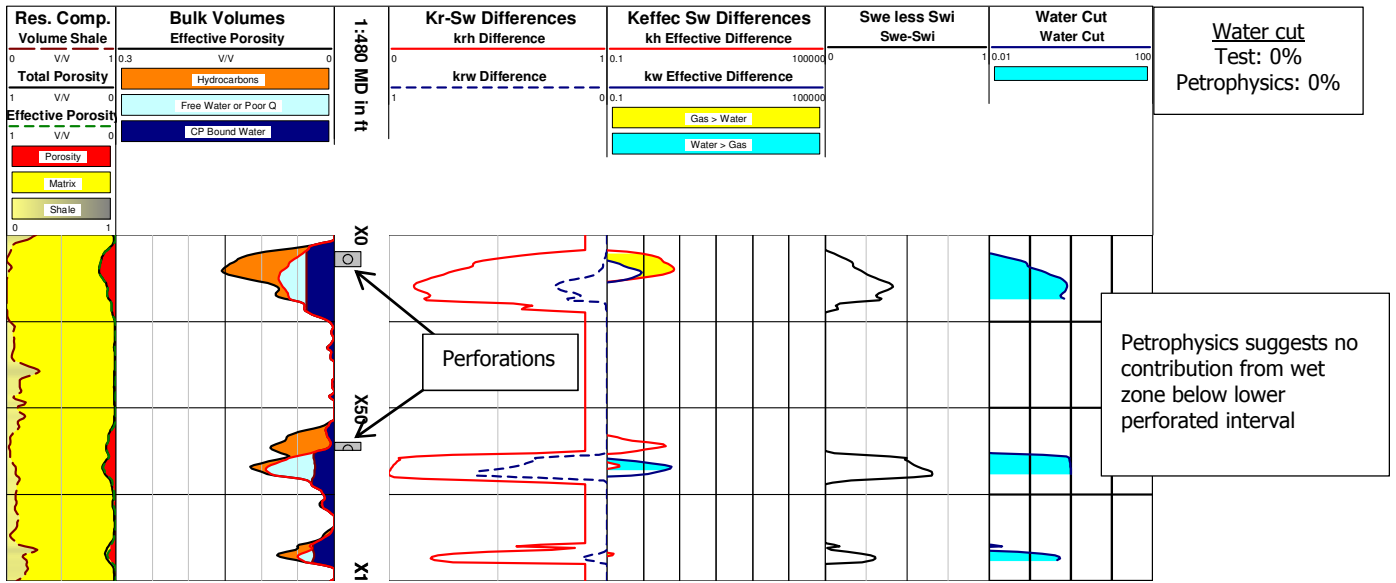 Res. Comp.
Volume Shale
0 V/V 1
Total Porosity
1 V/V 0
Effective Porosity
1 V/V 0
Porosity
Matrix
Shale
0 1
Bulk Volumes
Effective Porosity
0.3 V/V 0
Hydrocarbons
Free Water or Poor Q
CP Bound Water
1:480 MD in ft
Kr-Sw Differences
krh Difference
0 1
krw Difference
1 0
Keffec Sw Differences
kh Effective Difference
0.1 100000
kw Effective Difference
0.1 100000
Gas > Water
Water > Gas
Swe less Swi
Swe-Swi
0 1
Water Cut
Water Cut
0.01 100
Water cut
Test: 0%
Petrophysics: 0%
X0
Perforations
X50
X1
Petrophysics suggests no
contribution from wet
zone below lower
perforated interval